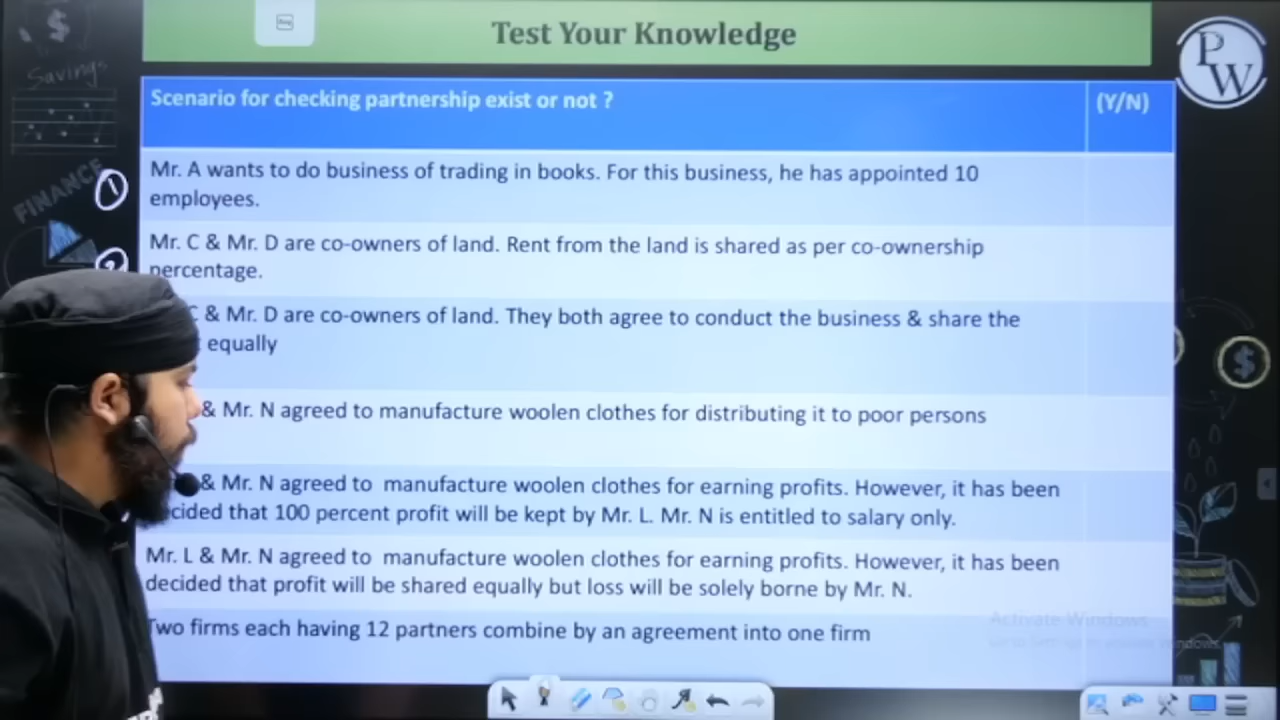 Test Your Knowledge
P
W
Savings
FINANCE
Scenario for checking partnership exist or not ? (Y/N)
1
Mr. A wants to do business of trading in books. For this business, he has appointed 10
employees.
2
Mr. C & Mr. D are co-owners of land. Rent from the land is shared as per co-ownership
percentage.
& Mr. D are co-owners of land. They both agree to conduct the business & share the
equally
& Mr. N agreed to manufacture woolen clothes for distributing it to poor persons
& Mr. N agreed to manufacture woolen clothes for earning profits. However, it has been
that 100 percent profit will be kept by Mr. L. Mr. N is entitled to salary only.
Mr. L & Mr. N agreed to manufacture woolen clothes for earning profits. However, it has been
decided that profit will be shared equally but loss will be solely borne by Mr. N.
Two firms each having 12 partners combine by an agreement into one firm
Activate Windows